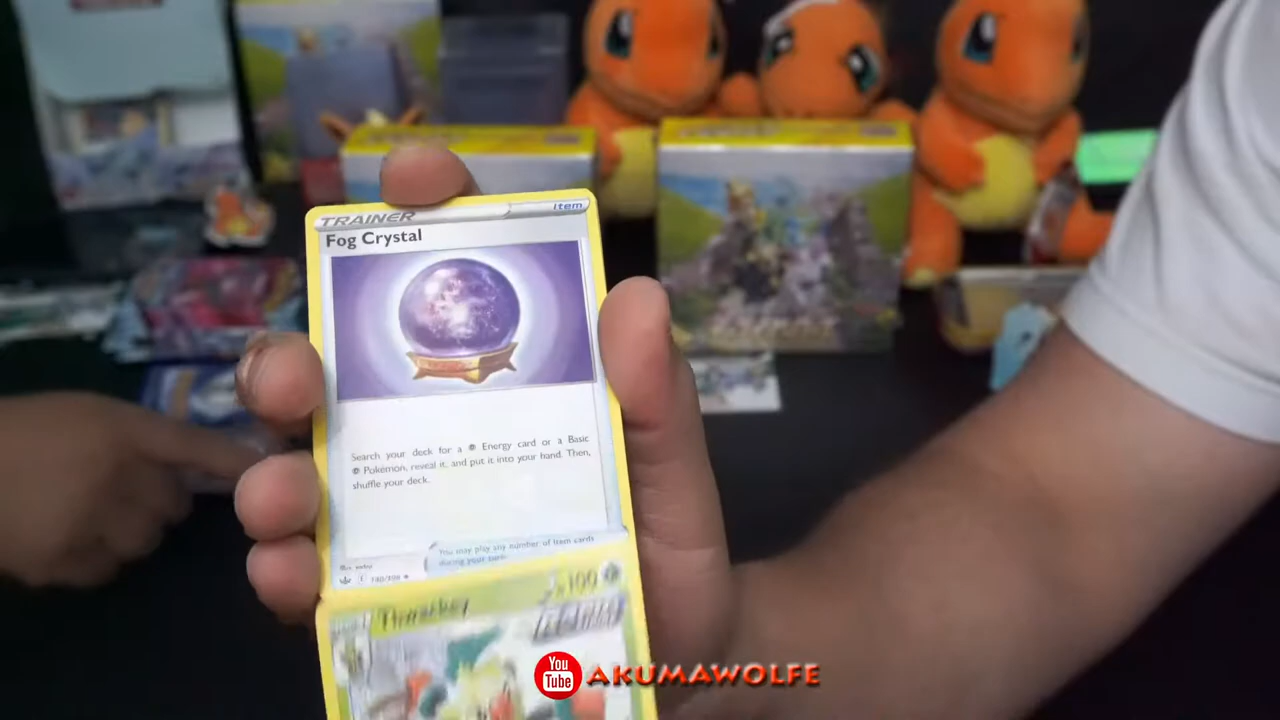 TRAINER
Item
Fog Crystal
Search your deck for a Energy card or a Basic
Pokémon, reveal it, and put it into your hand. Then,
shuffle your deck.
You may play any number of Item cards
during your turn.
Thwackey
100
You
Tube
AKUMAWOLFE